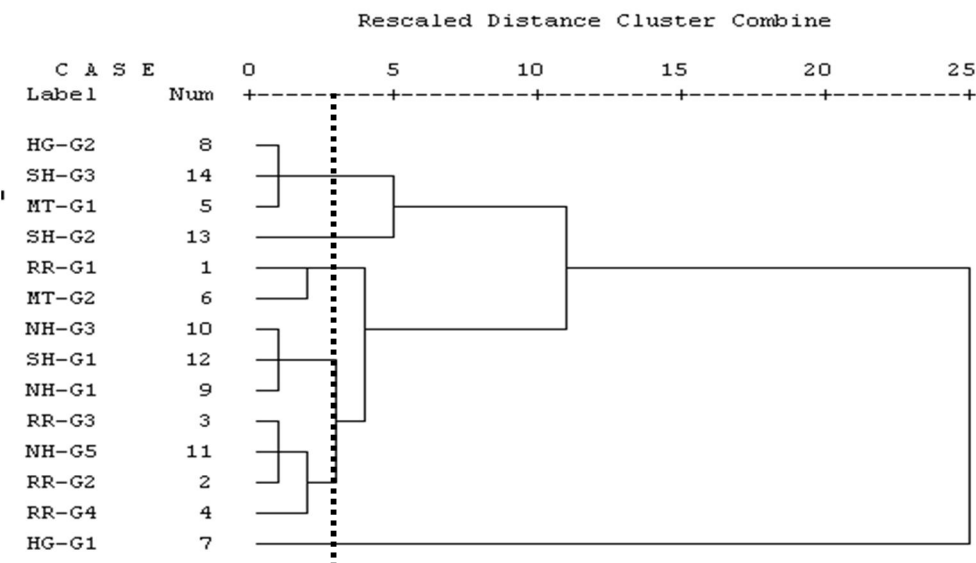 Rescaled Distance Cluster Combine
C A S E 0 5 10 15 20 25
Label Num
HG-G2 8
SH-G3 14
MT-G1 5
SH-G2 13
RR-G1 1
MT-G2 6
NH-G3 10
SH-G1 12
NH-G1 9
RR-G3 3
NH-G5 11
RR-G2 2
RR-G4 4
HG-G1 7